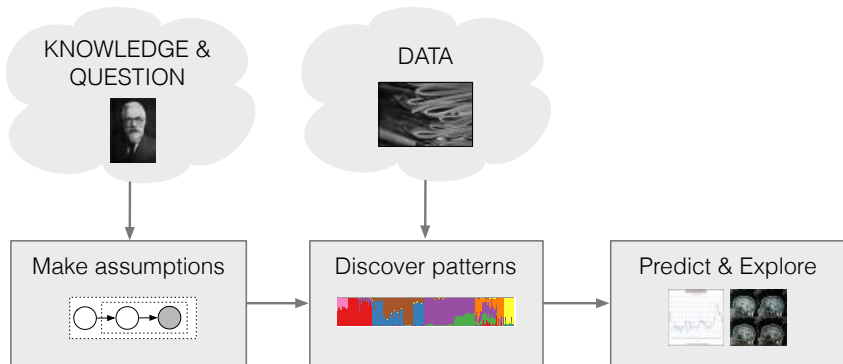 KNOWLEDGE &
QUESTION
DATA
Make assumptions
Discover patterns
Predict & Explore